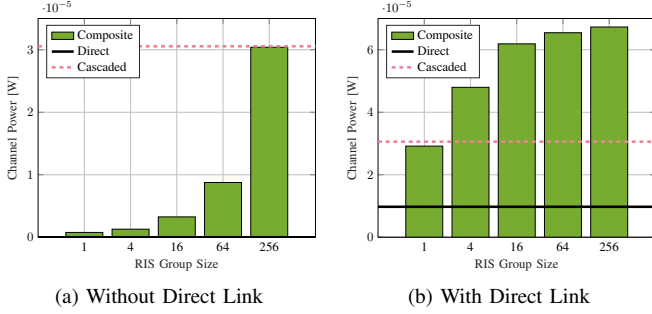 ·10⁻⁵
Composite
Direct
Cascaded
3
2
1
0
Channel Power [W]
1 4 16 64 256
RIS Group Size
(a) Without Direct Link
·10⁻⁵
Composite
Direct
Cascaded
6
4
2
0
Channel Power [W]
1 4 16 64 256
RIS Group Size
(b) With Direct Link